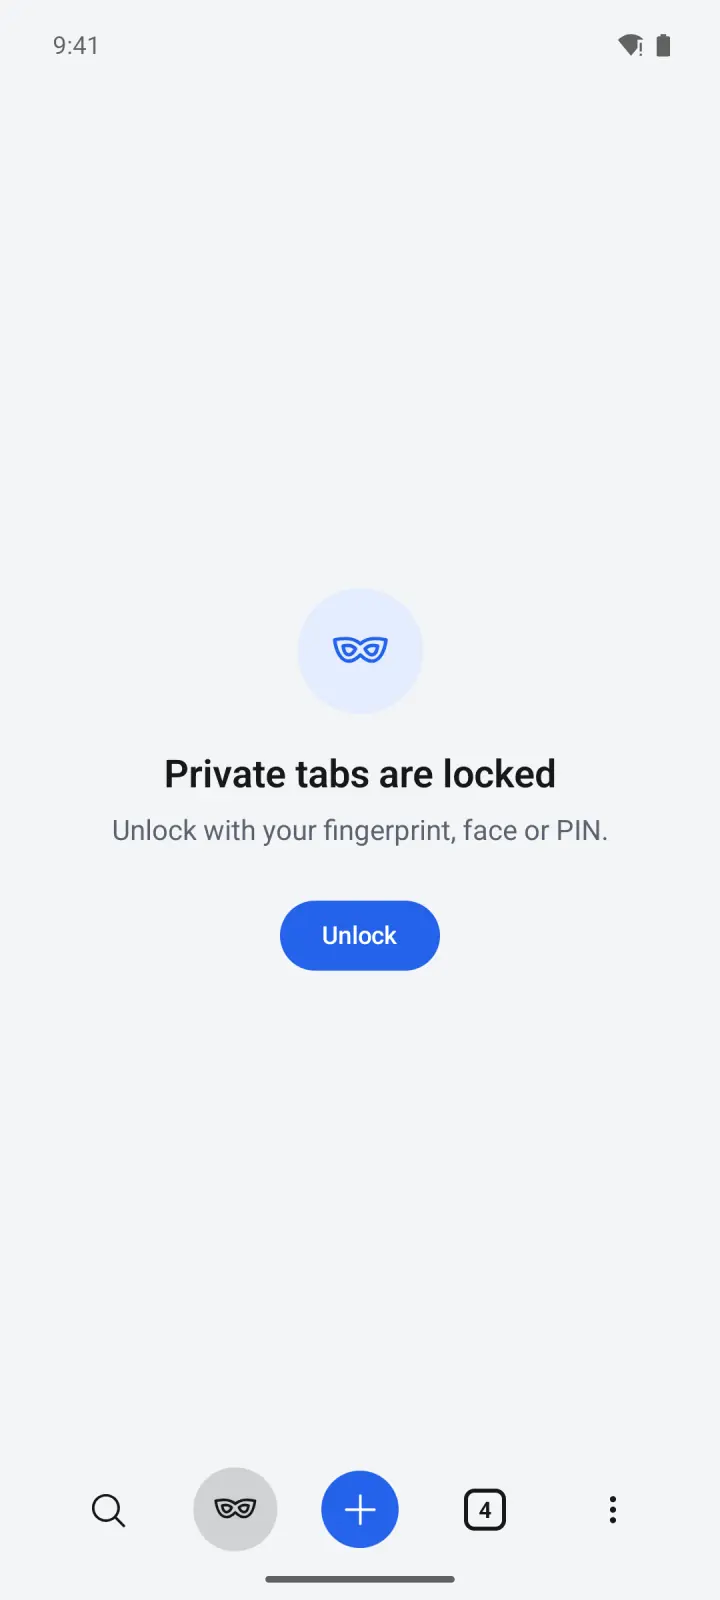 9:41
Private tabs are locked
Unlock with your fingerprint, face or PIN.
Unlock
4